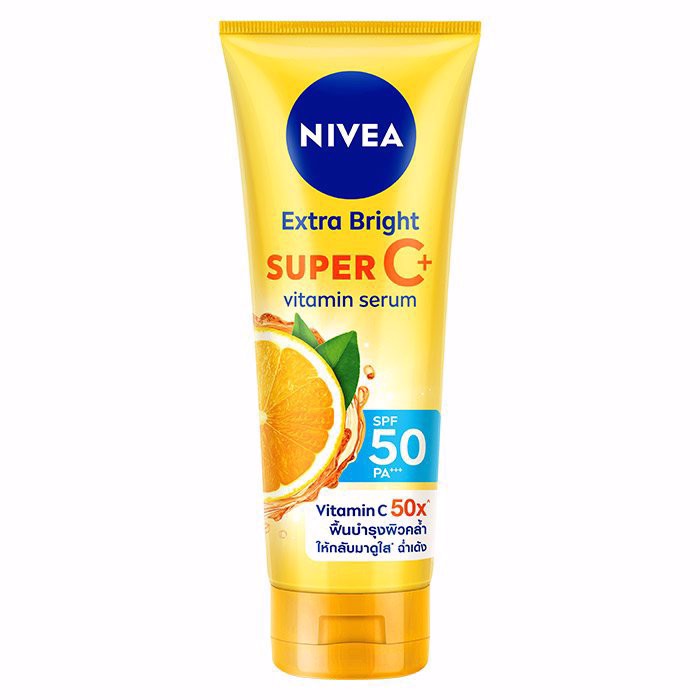 NIVEA
Extra Bright
SUPER C+
vitamin serum
SPF
50
PA+++
Vitamin C 50x^
ฟื้นบำรุงผิวคล้ำ
ให้กลับมาดูใส* ฉ่ำเด้ง